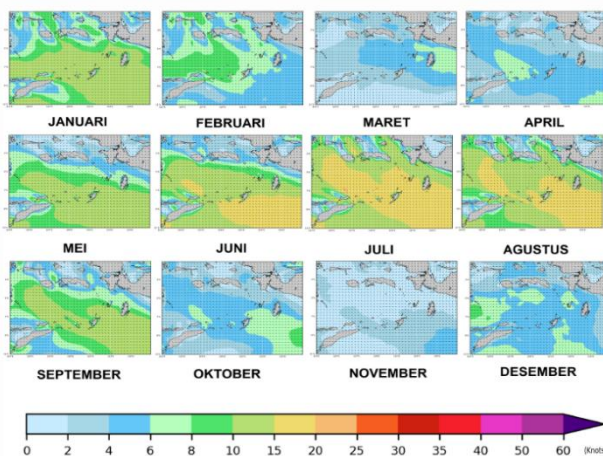 JANUARI FEBRUARI MARET APRIL
MEI JUNI JULI AGUSTUS
SEPTEMBER OKTOBER NOVEMBER DESEMBER
0 2 4 6 8 10 15 20 25 30 35 40 50 60 (Knots